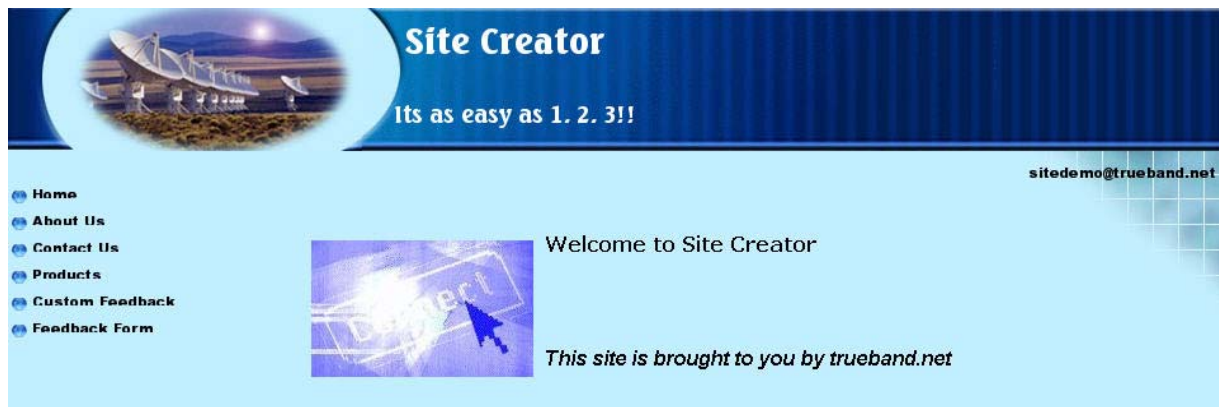 Site Creator
Its as easy as 1. 2. 3!!
sitedemo@trueband.net
Home
About Us
Contact Us
Products
Custom Feedback
Feedback Form
Connect
Welcome to Site Creator
This site is brought to you by trueband.net